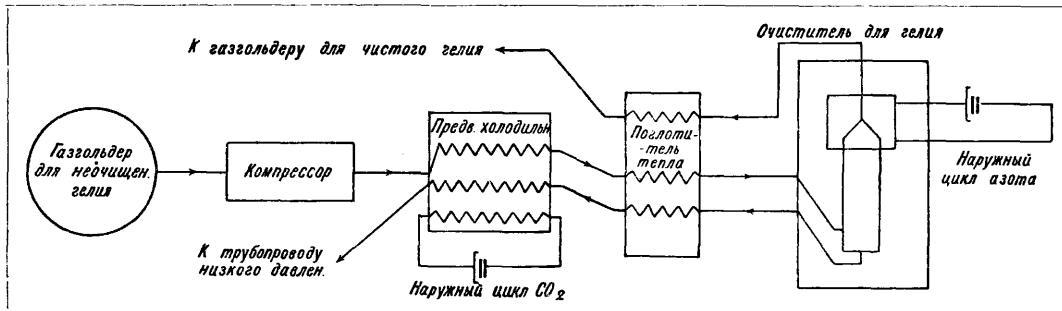 К газгольдеру для чистого гелия
Очиститель для гелия
Газгольдер
для неочищен.
гелия
Компрессор
Предв. холодильн.
Поглоти-
-тель
тепла
Наружный
цикл азота
К трубопроводу
низкого давлен.
Наружный цикл CO2